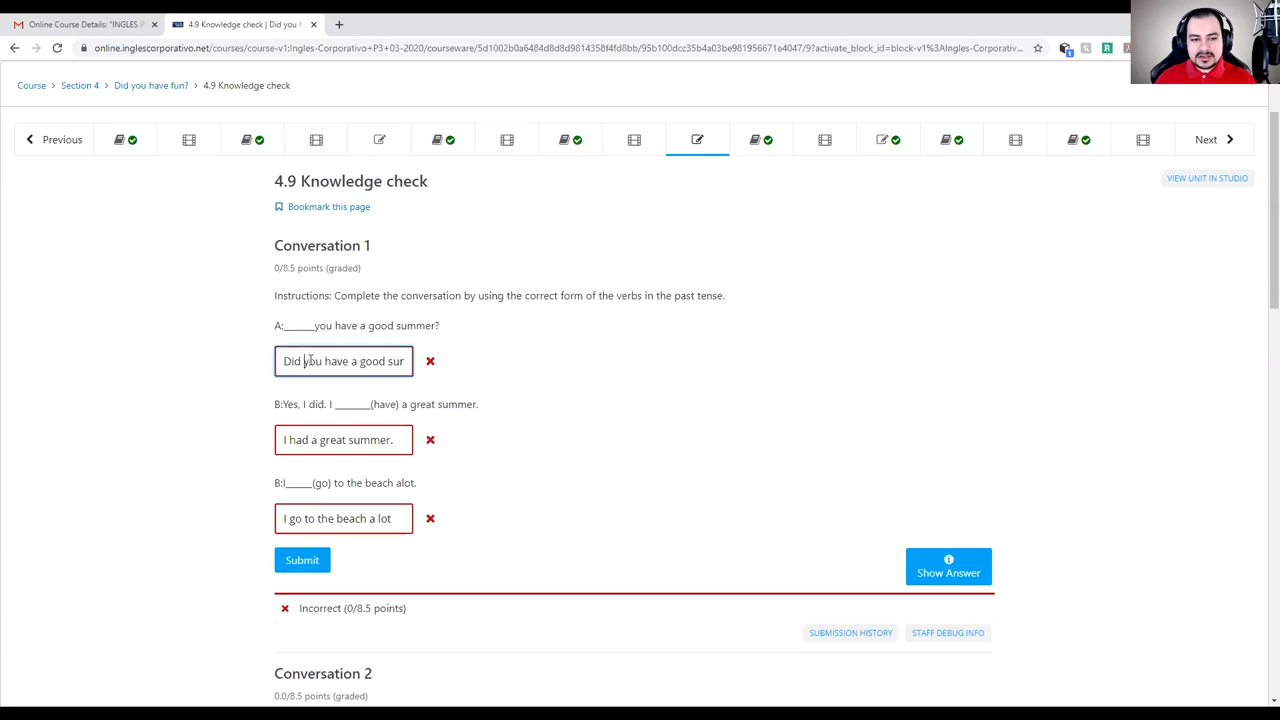 Online Course Details: "INGLES P
4.9 Knowledge check | Did you h
online.inglescorporativo.net/courses/course-v1:Ingles-Corporativo+P3+03-2020/courseware/5d1002b0a6484d8d8d9814358f4fd8bb/95b100dcc35b4a03be981956671e4047/9?activate_block_id=block-v1%3AIngles-Corporativ...
Course > Section 4 > Did you have fun? > 4.9 Knowledge check
Previous
Next
4.9 Knowledge check
VIEW UNIT IN STUDIO
Bookmark this page
Conversation 1
0/8.5 points (graded)
Instructions: Complete the conversation by using the correct form of the verbs in the past tense.
A:______you have a good summer?
Did you have a good sur
B:Yes, I did. I _______(have) a great summer.
I had a great summer.
B:I_____(go) to the beach alot.
I go to the beach a lot
Submit
Show Answer
Incorrect (0/8.5 points)
SUBMISSION HISTORY
STAFF DEBUG INFO
Conversation 2
0.0/8.5 points (graded)